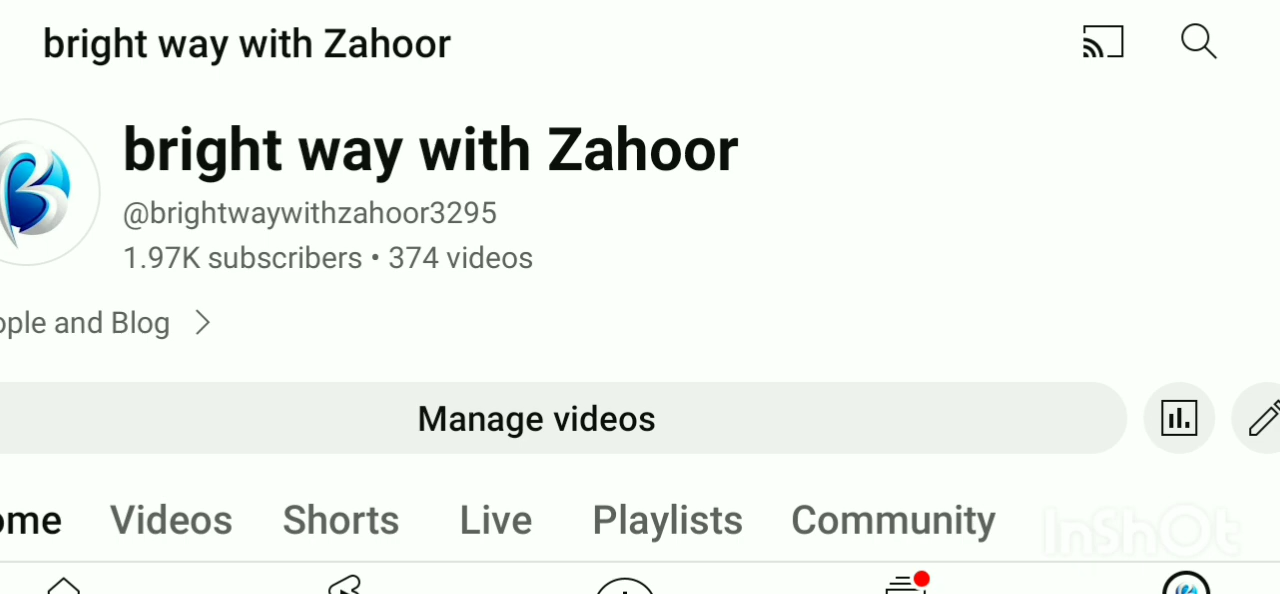 bright way with Zahoor
bright way with Zahoor
@brightwaywithzahoor3295
1.97K subscribers • 374 videos
ople and Blog
Manage videos
ome Videos Shorts Live Playlists Community
InShOt